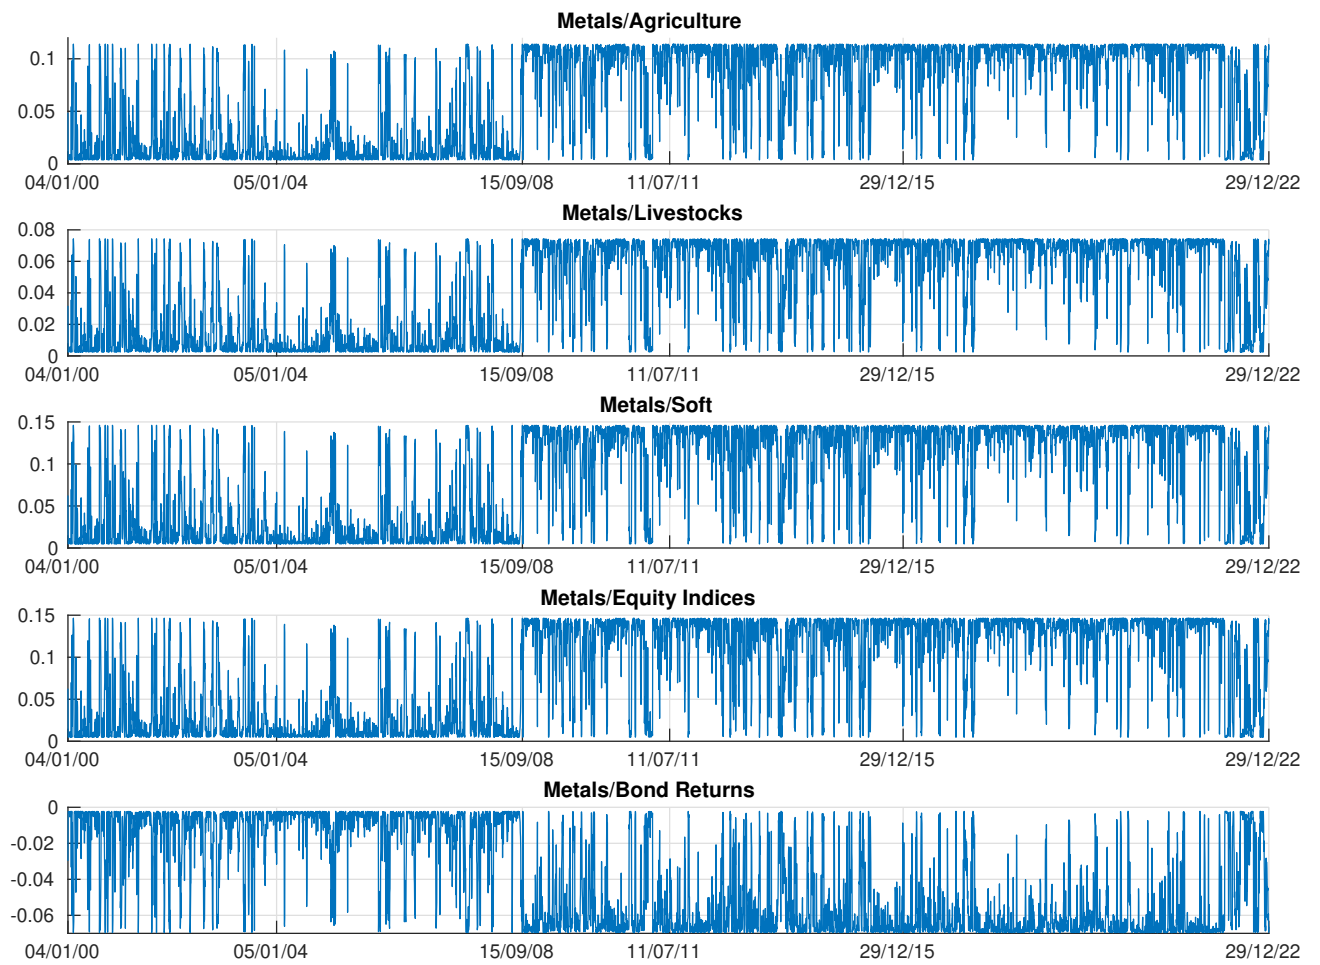 Metals/Agriculture
0.1
0.05
0
04/01/00 05/01/04 15/09/08 11/07/11 29/12/15 29/12/22
Metals/Livestocks
0.08
0.06
0.04
0.02
0
04/01/00 05/01/04 15/09/08 11/07/11 29/12/15 29/12/22
Metals/Soft
0.15
0.1
0.05
0
04/01/00 05/01/04 15/09/08 11/07/11 29/12/15 29/12/22
Metals/Equity Indices
0.15
0.1
0.05
0
04/01/00 05/01/04 15/09/08 11/07/11 29/12/15 29/12/22
Metals/Bond Returns
0
-0.02
-0.04
-0.06
04/01/00 05/01/04 15/09/08 11/07/11 29/12/15 29/12/22